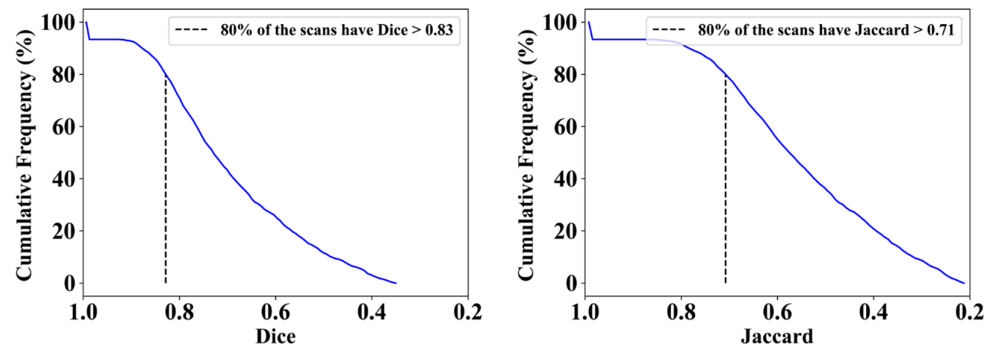 80% of the scans have Dice > 0.83
Cumulative Frequency (%)
100
80
60
40
20
0
1.0 0.8 0.6 0.4 0.2
Dice
80% of the scans have Jaccard > 0.71
Cumulative Frequency (%)
100
80
60
40
20
0
1.0 0.8 0.6 0.4 0.2
Jaccard